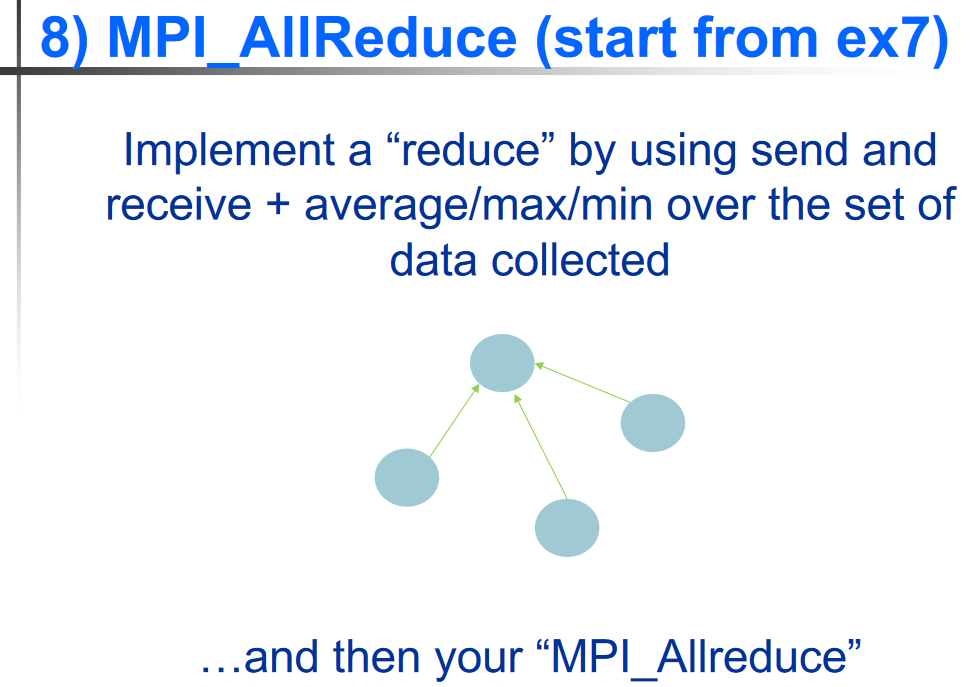 8) MPI_AllReduce (start from ex7)
Implement a “reduce” by using send and
receive + average/max/min over the set of
data collected
…and then your “MPI_Allreduce”